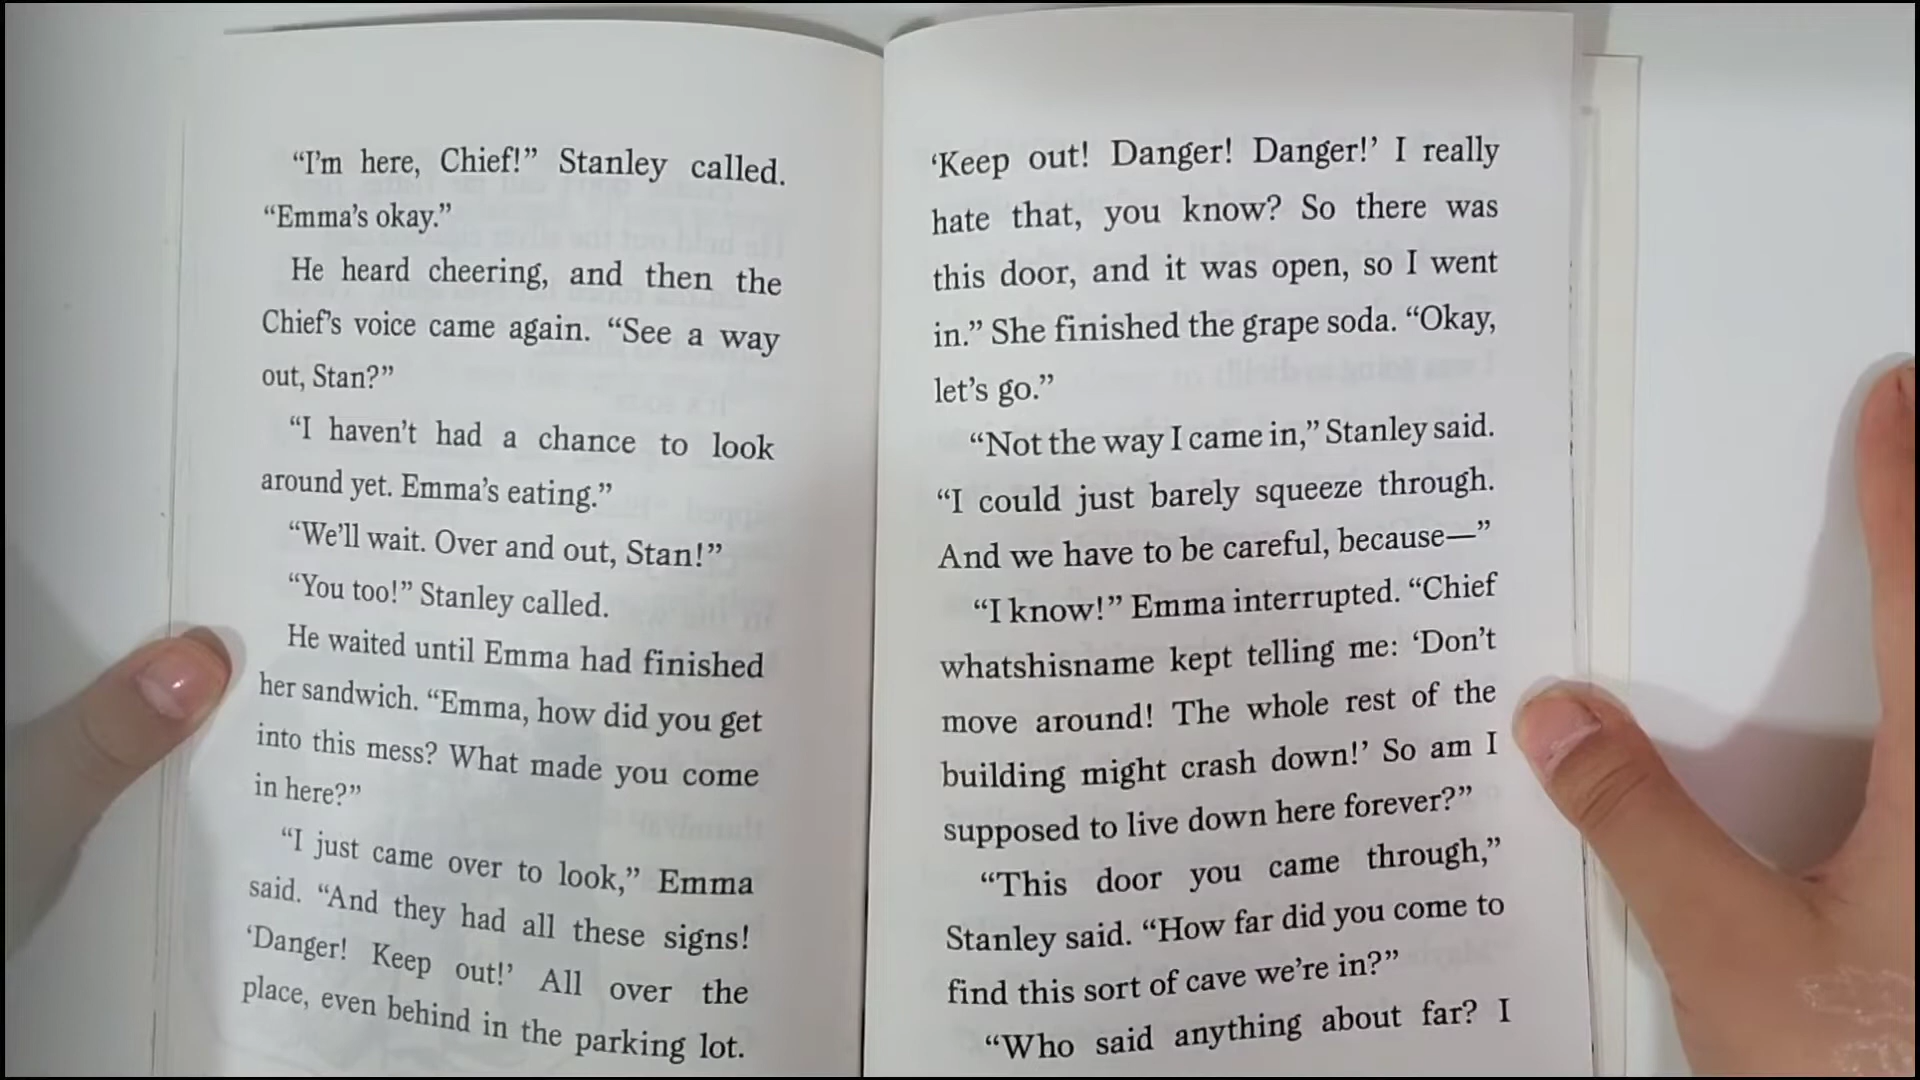 “I'm here, Chief!” Stanley called.
“Emma's okay.”
He heard cheering, and then the
Chief's voice came again. “See a way
out, Stan?”
“I haven't had a chance to look
around yet. Emma's eating.”
“We'll wait. Over and out, Stan!”
“You too!” Stanley called.
He waited until Emma had finished
her sandwich. “Emma, how did you get
into this mess? What made you come
in here?”
“I just came over to look,” Emma
said. “And they had all these signs!
‘Danger! Keep out!’ All over the
place, even behind in the parking lot.
‘Keep out! Danger! Danger!’ I really
hate that, you know? So there was
this door, and it was open, so I went
in.” She finished the grape soda. “Okay,
let's go.”
“Not the way I came in,” Stanley said.
“I could just barely squeeze through.
And we have to be careful, because—”
“I know!” Emma interrupted. “Chief
whatshisname kept telling me: ‘Don't
move around! The whole rest of the
building might crash down!’ So am I
supposed to live down here forever?”
“This door you came through,”
Stanley said. “How far did you come to
find this sort of cave we're in?”
“Who said anything about far? I